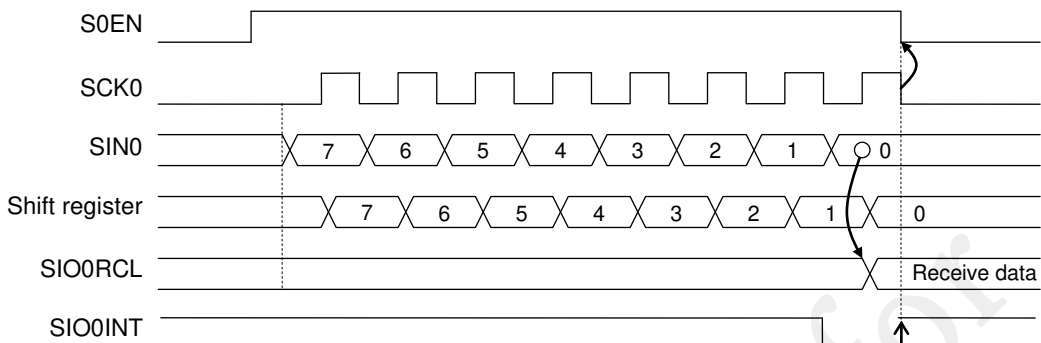 S0EN
SCK0
SIN0 7 6 5 4 3 2 1 0
Shift register 7 6 5 4 3 2 1 0
SIO0RCL Receive data
SIO0INT
for